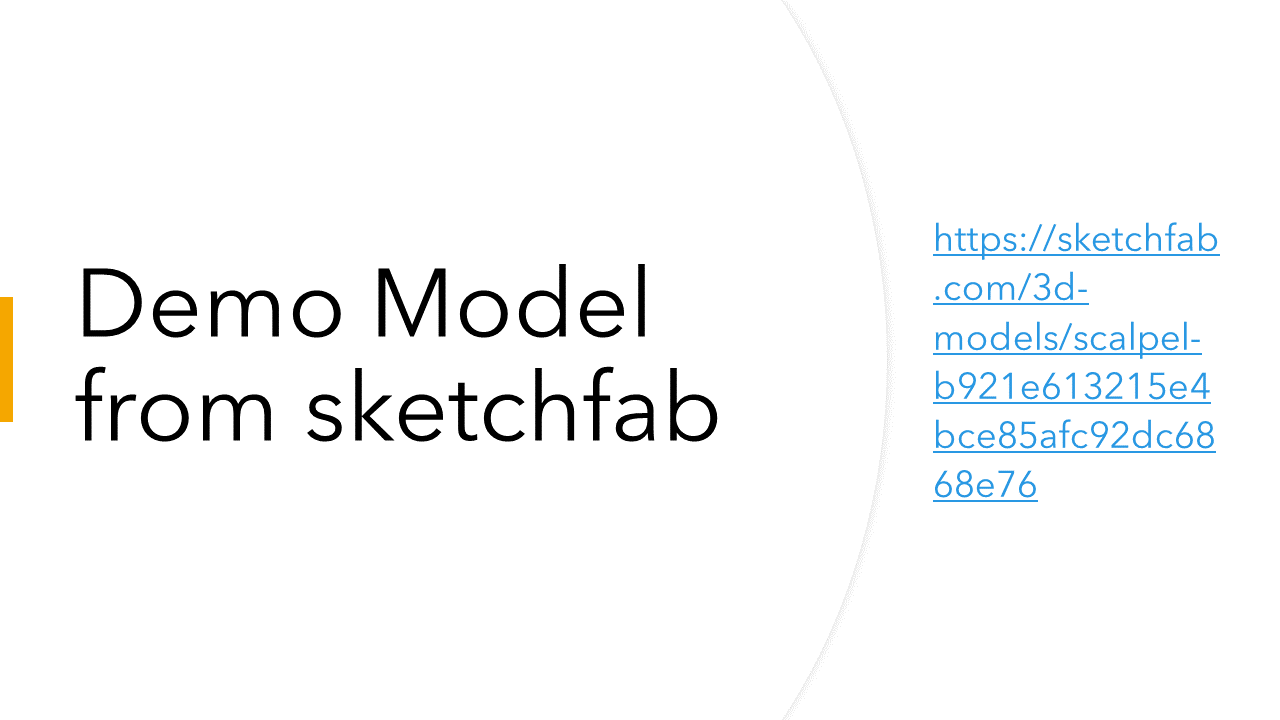 Demo Model
from sketchfab
https://sketchfab
.com/3d-
models/scalpel-
b921e613215e4
bce85afc92dc68
68e76